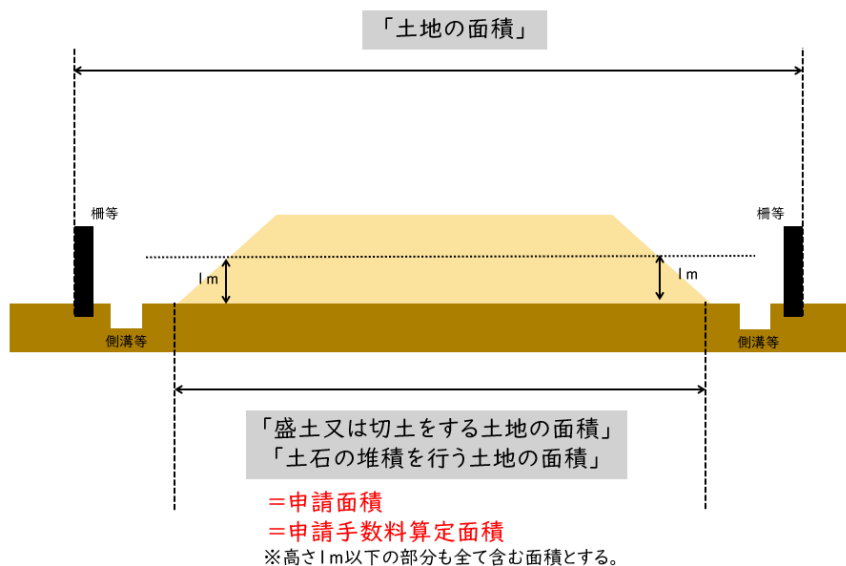 「土地の面積」
柵等
柵等
1m
1m
側溝等
側溝等
「盛土又は切土をする土地の面積」
「土石の堆積を行う土地の面積」
＝申請面積
＝申請手数料算定面積
※高さ1m以下の部分も全て含む面積とする。